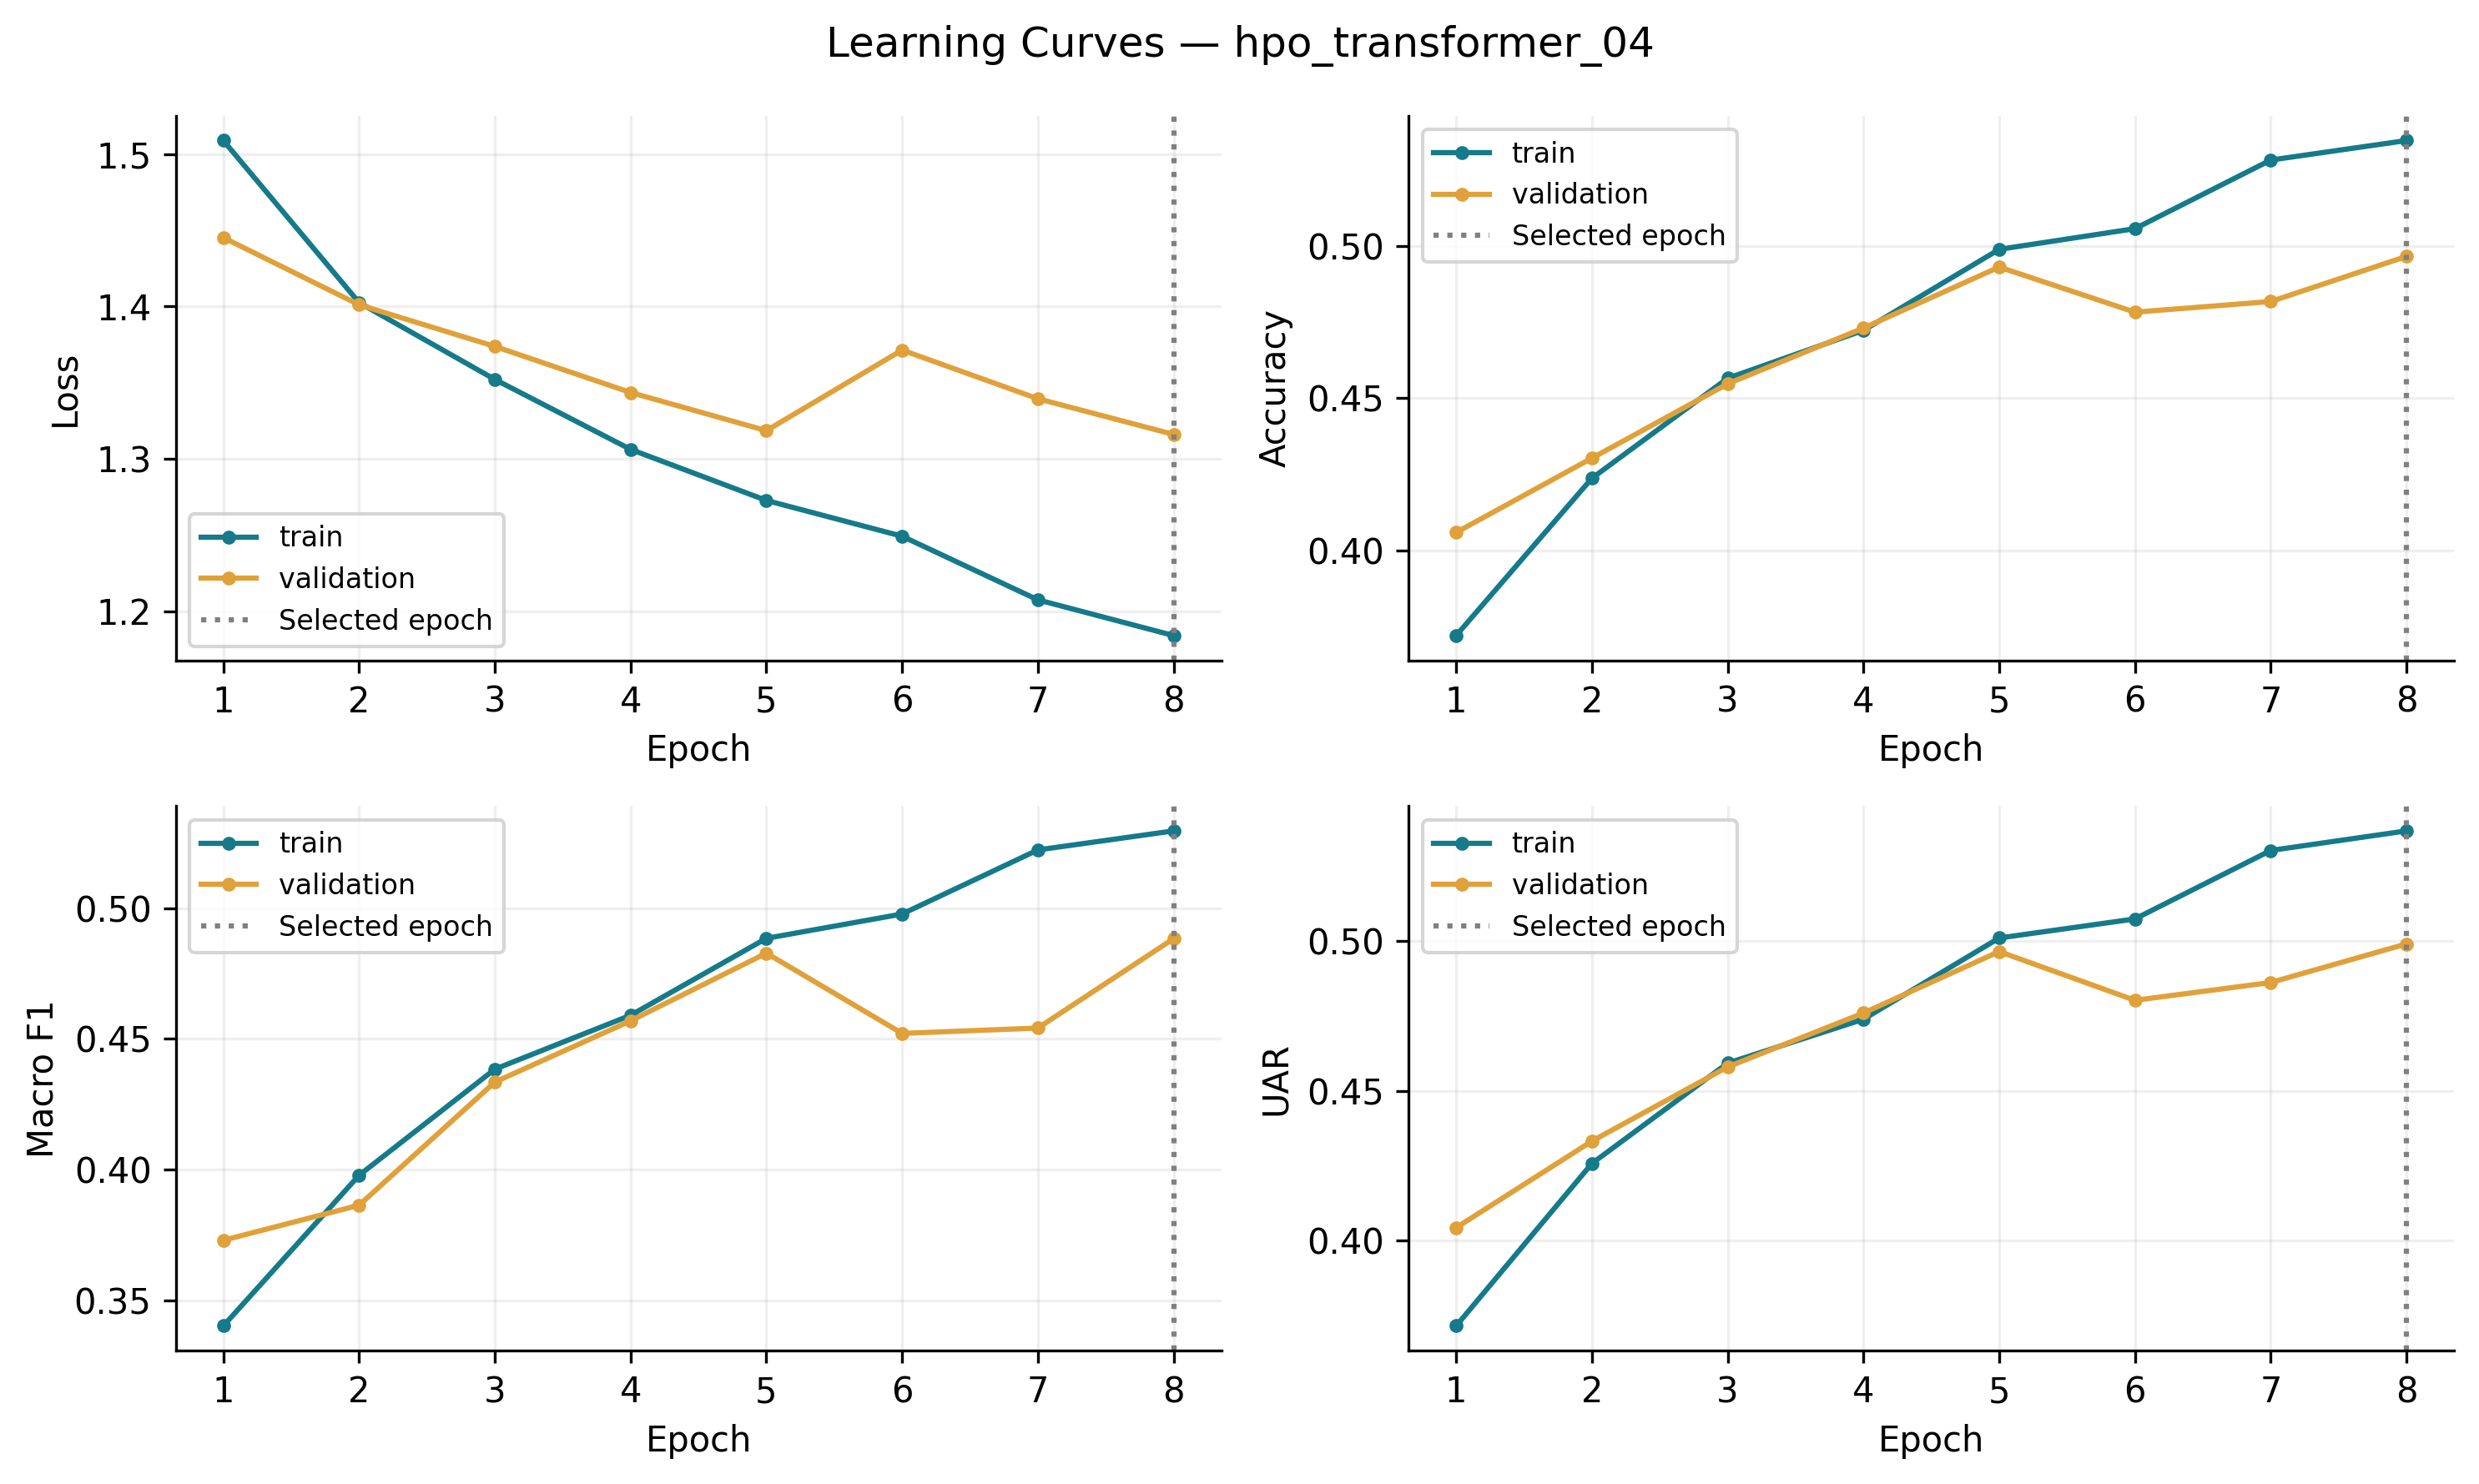 Learning Curves — hpo_transformer_04
1.5
1.4
1.3
1.2
Loss
train
validation
Selected epoch
1 2 3 4 5 6 7 8
Epoch
0.50
0.45
0.40
Accuracy
train
validation
Selected epoch
1 2 3 4 5 6 7 8
Epoch
0.50
0.45
0.40
0.35
Macro F1
train
validation
Selected epoch
1 2 3 4 5 6 7 8
Epoch
0.50
0.45
0.40
UAR
train
validation
Selected epoch
1 2 3 4 5 6 7 8
Epoch